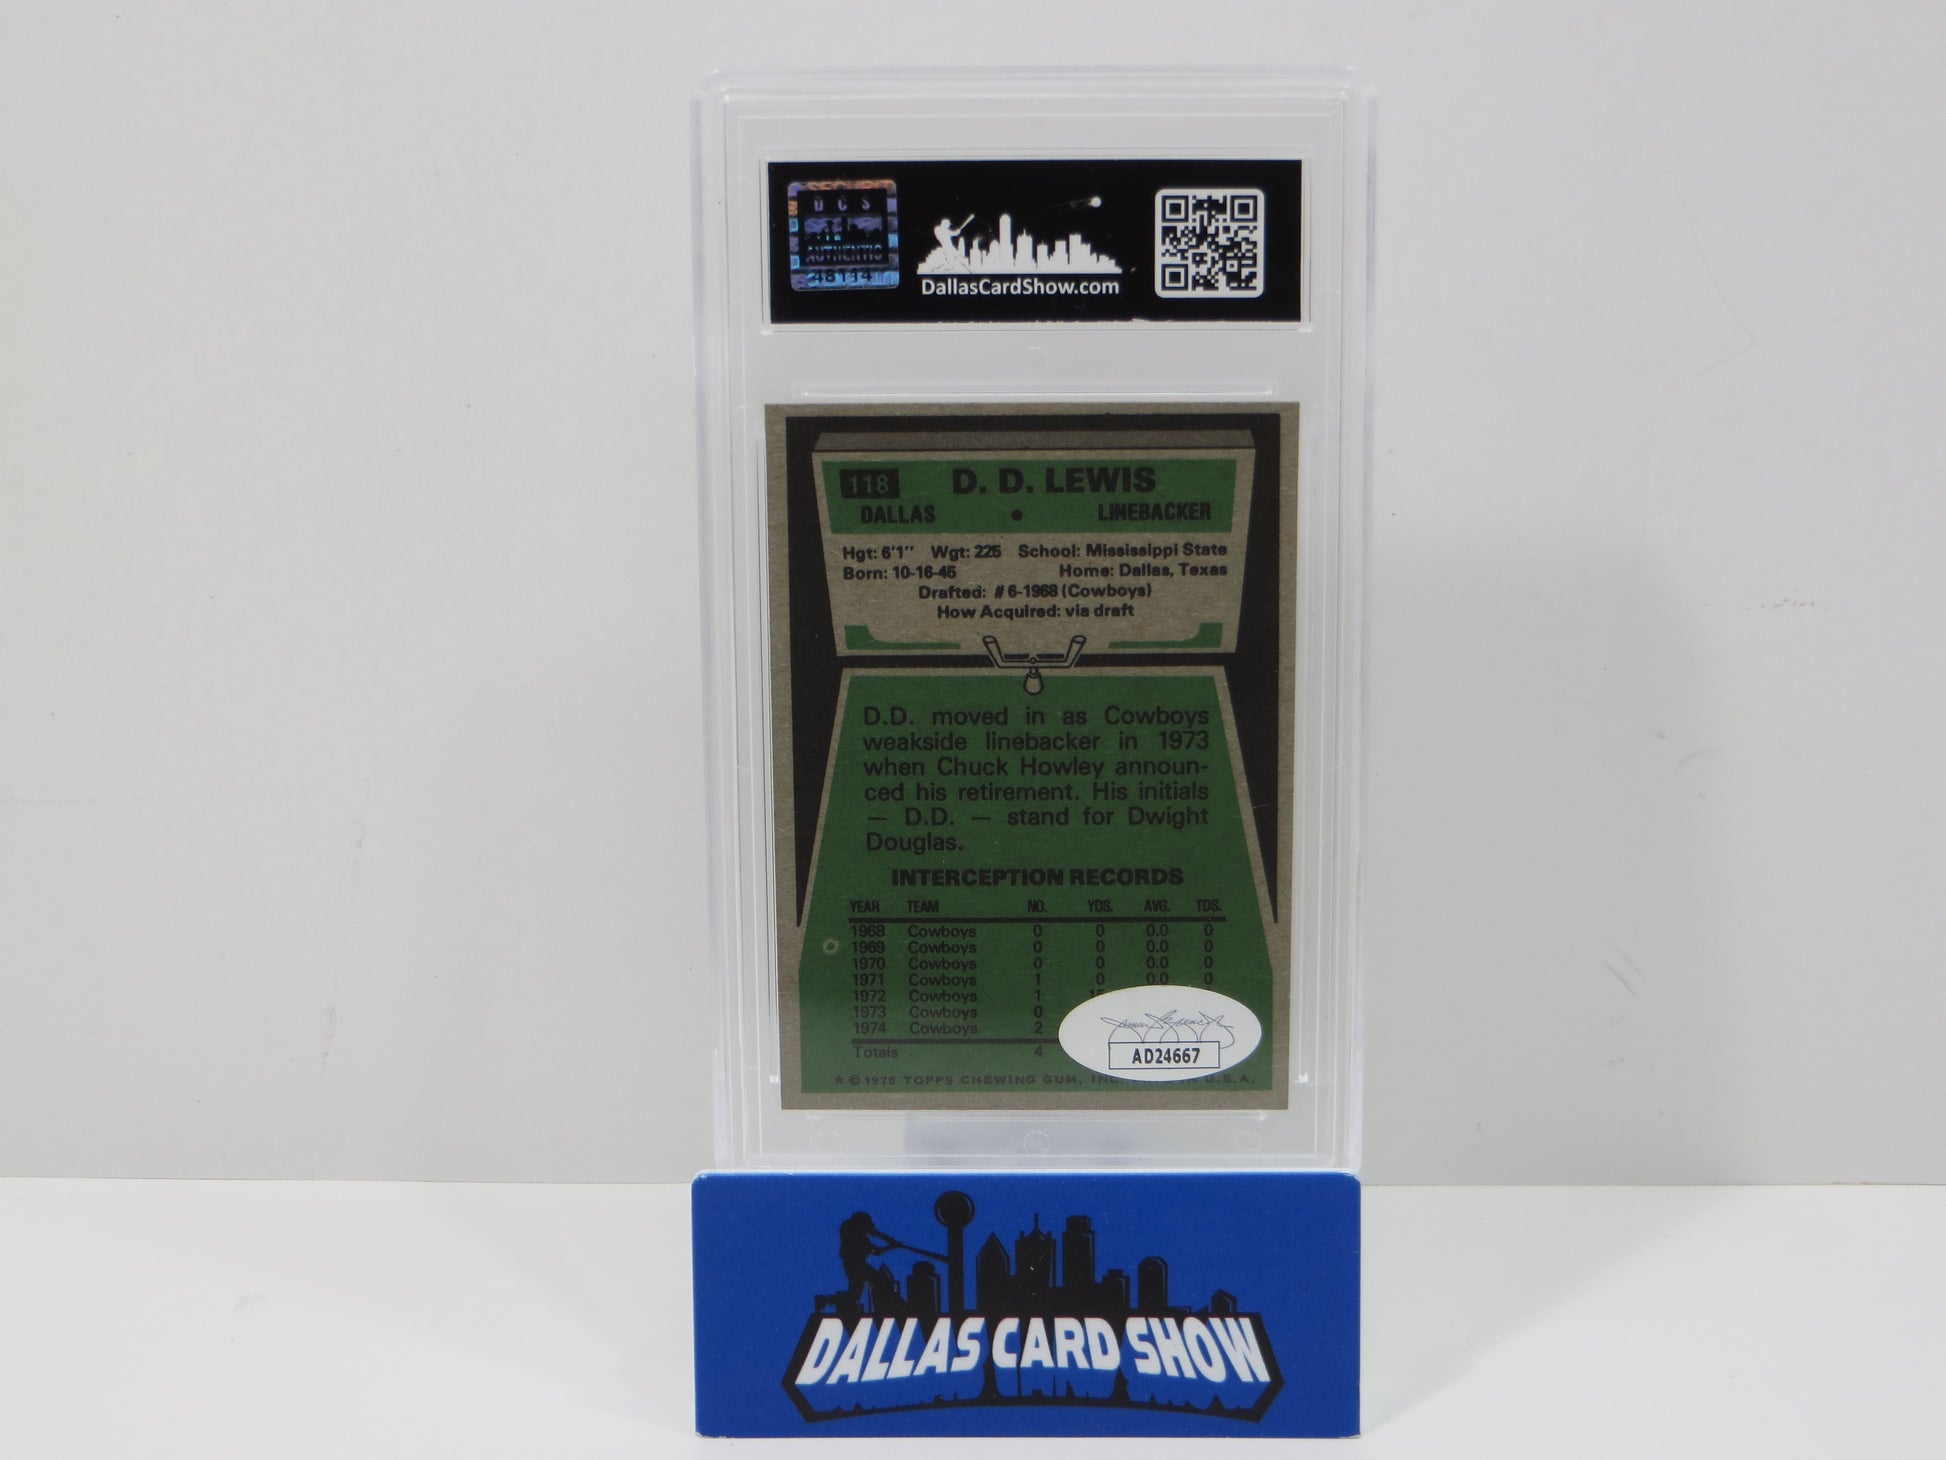 SECURIT
DCS
AUTHENTIC
48114
DallasCardShow.com
118 D. D. LEWIS
DALLAS • LINEBACKER
Hgt: 6'1" Wgt: 225 School: Mississippi State
Born: 10-16-45 Home: Dallas, Texas
Drafted: # 6-1968 (Cowboys)
How Acquired: via draft
D.D. moved in as Cowboys
weakside linebacker in 1973
when Chuck Howley announ-
ced his retirement. His initials
— D.D. — stand for Dwight
Douglas.
INTERCEPTION RECORDS
YEAR TEAM NO. YDS. AVG. TDS.
1968 Cowboys 0 0 0.0 0
1969 Cowboys 0 0 0.0 0
1970 Cowboys 0 0 0.0 0
1971 Cowboys 1 0 0.0 0
1972 Cowboys 1 15
1973 Cowboys 0
1974 Cowboys 2
Totals 4
AD24667
* © 1975 TOPPS CHEWING GUM, INC. IN U.S.A.
DALLAS CARD SHOW